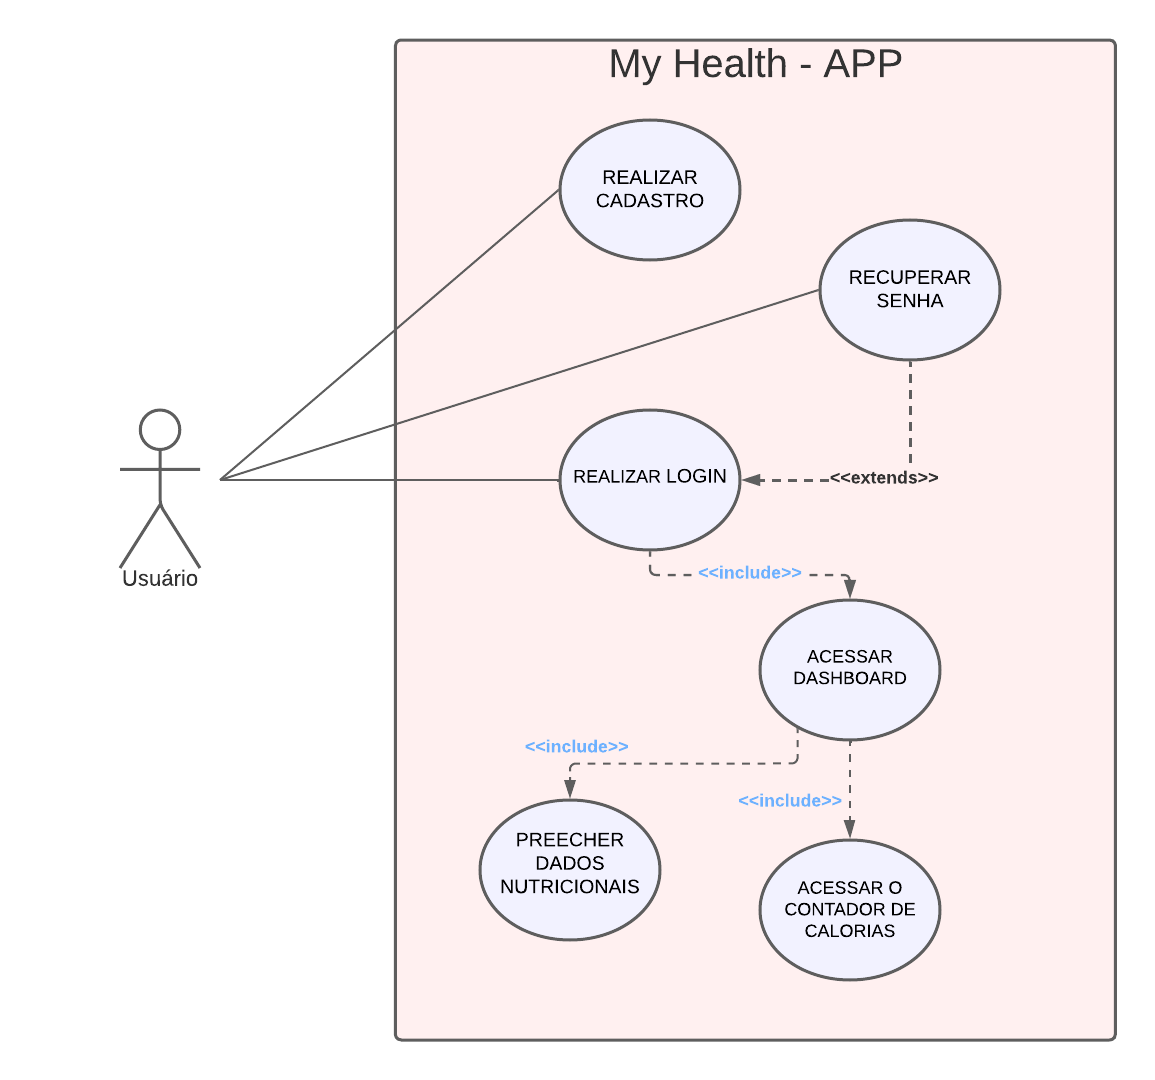 My Health - APP
REALIZAR
CADASTRO
RECUPERAR
SENHA
REALIZAR LOGIN
<<extends>>
Usuário
<<include>>
ACESSAR
DASHBOARD
<<include>>
<<include>>
PREECHER
DADOS
NUTRICIONAIS
ACESSAR O
CONTADOR DE
CALORIAS